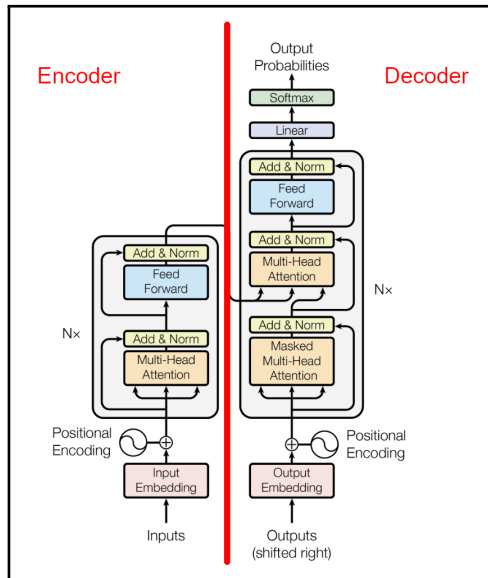 Encoder
Decoder
Output
Probabilities
Softmax
Linear
Add & Norm
Feed
Forward
Add & Norm
Multi-Head
Attention
Add & Norm
Masked
Multi-Head
Attention
N×
Positional
Encoding
Output
Embedding
Outputs
(shifted right)
Add & Norm
Feed
Forward
Add & Norm
Multi-Head
Attention
N×
Positional
Encoding
Input
Embedding
Inputs